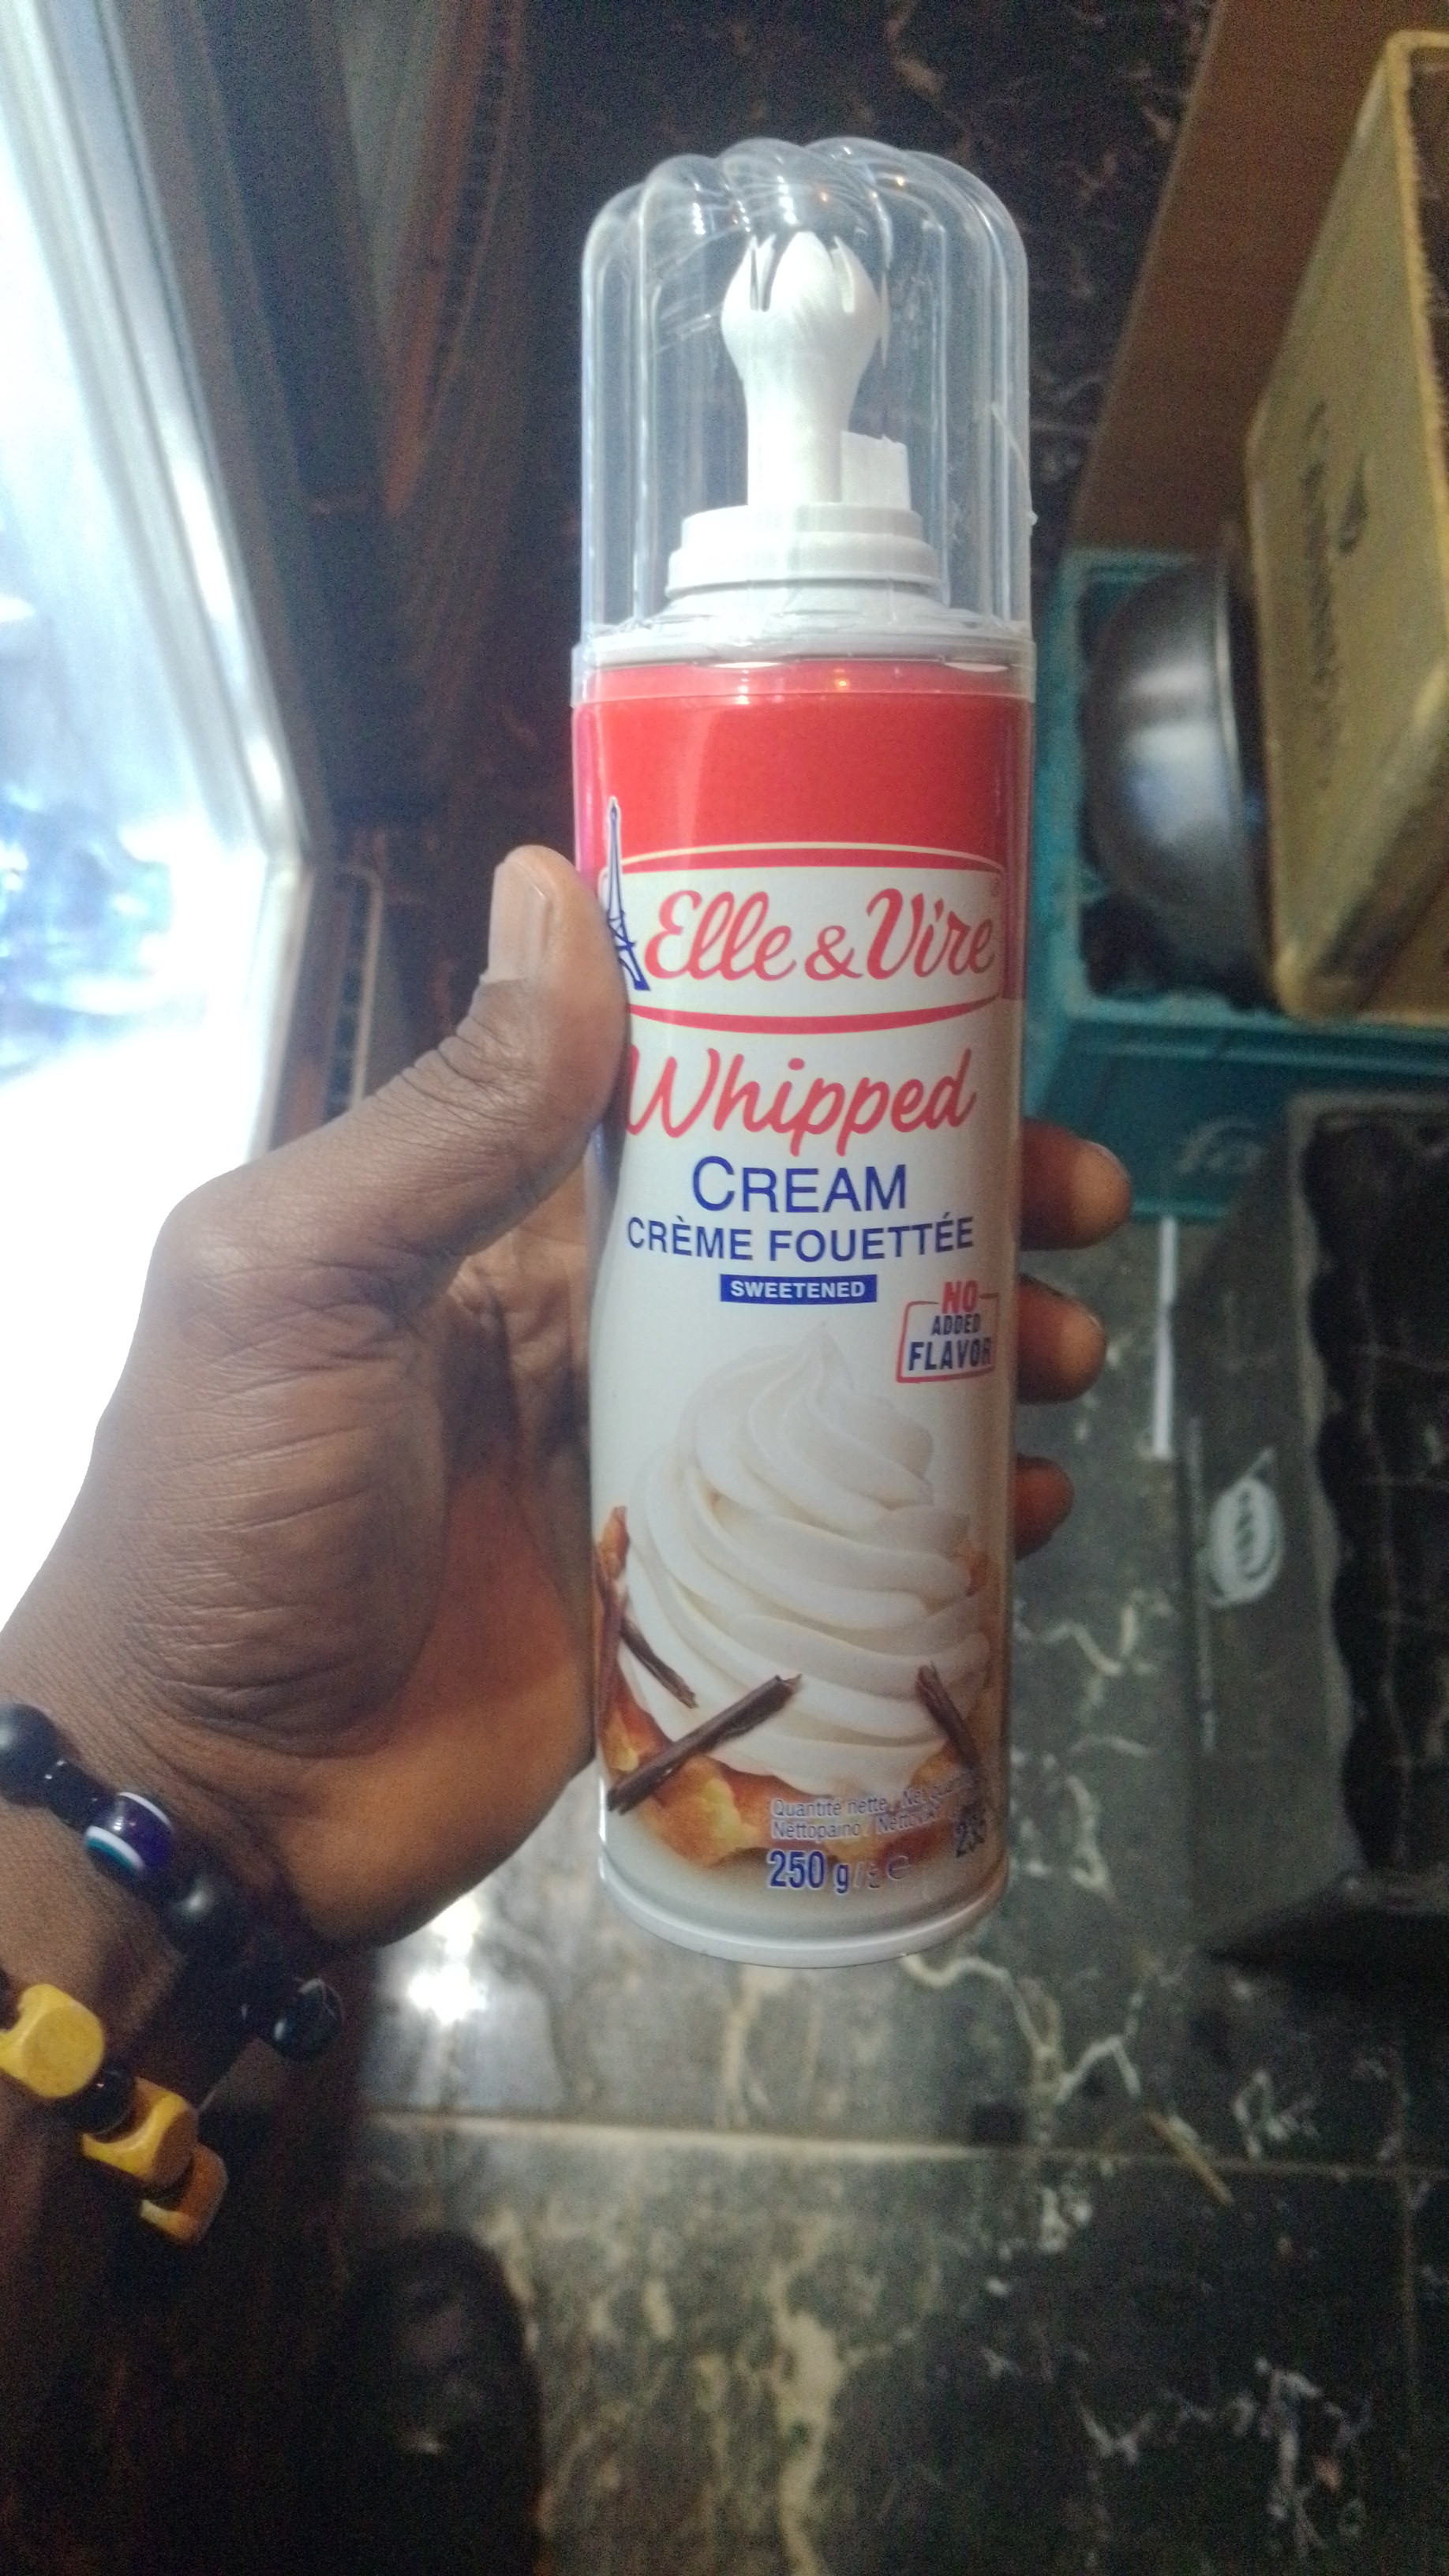 Elle & Vire
Whipped
CREAM
CRÈME FOUETTÉE
SWEETENED
NO
ADDED
FLAVOR
Quantité nette
Nettopaino
250 g